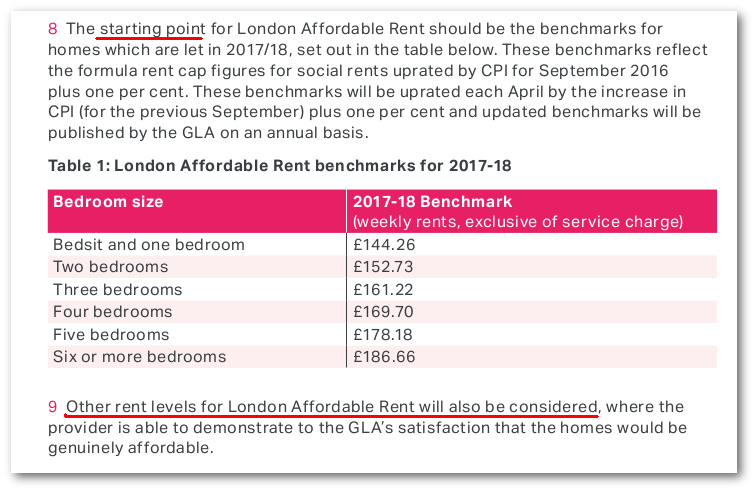 8 The starting point for London Affordable Rent should be the benchmarks for
homes which are let in 2017/18, set out in the table below. These benchmarks reflect
the formula rent cap figures for social rents uprated by CPI for September 2016
plus one per cent. These benchmarks will be uprated each April by the increase in
CPI (for the previous September) plus one per cent and updated benchmarks will be
published by the GLA on an annual basis.
Table 1: London Affordable Rent benchmarks for 2017-18
Bedroom size 2017-18 Benchmark
(weekly rents, exclusive of service charge)
Bedsit and one bedroom £144.26
Two bedrooms £152.73
Three bedrooms £161.22
Four bedrooms £169.70
Five bedrooms £178.18
Six or more bedrooms £186.66
9 Other rent levels for London Affordable Rent will also be considered, where the
provider is able to demonstrate to the GLA's satisfaction that the homes would be
genuinely affordable.